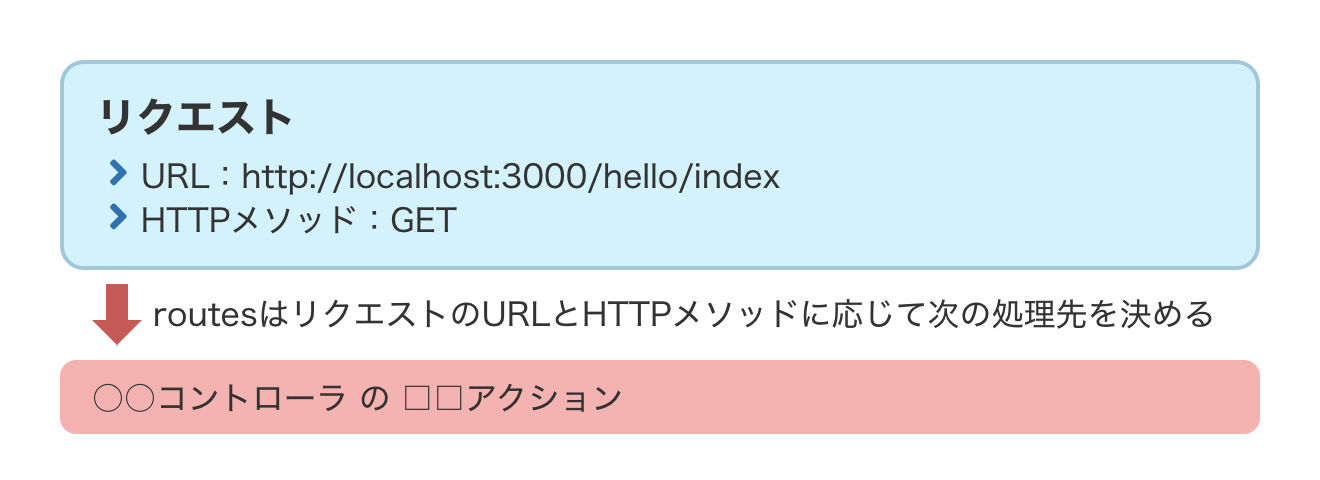 リクエスト
URL：http://localhost:3000/hello/index
HTTPメソッド：GET
routesはリクエストのURLとHTTPメソッドに応じて次の処理先を決める
○○コントローラ の □□アクション